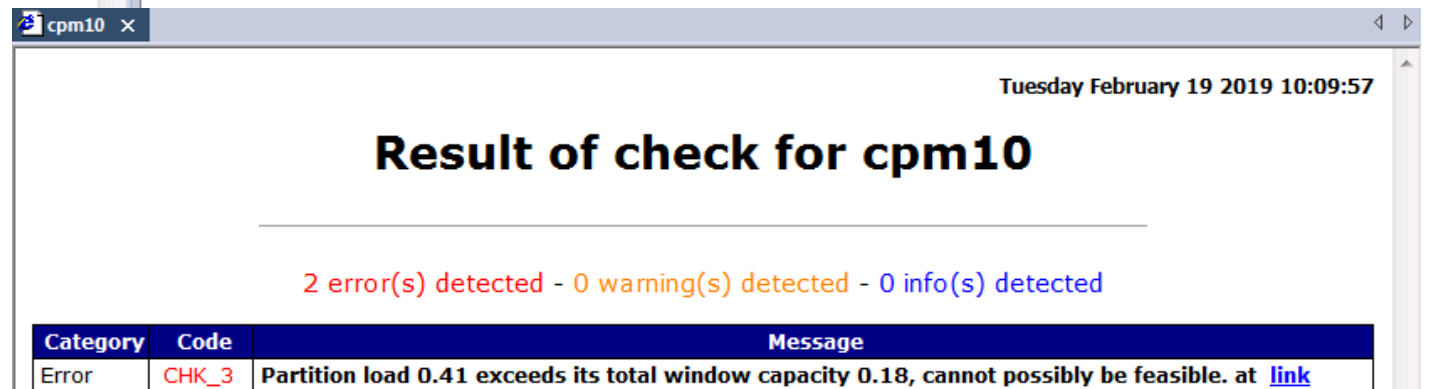 cpm10
Tuesday February 19 2019 10:09:57
Result of check for cpm10
2 error(s) detected - 0 warning(s) detected - 0 info(s) detected
Category Code Message
Error CHK_3 Partition load 0.41 exceeds its total window capacity 0.18, cannot possibly be feasible. at link